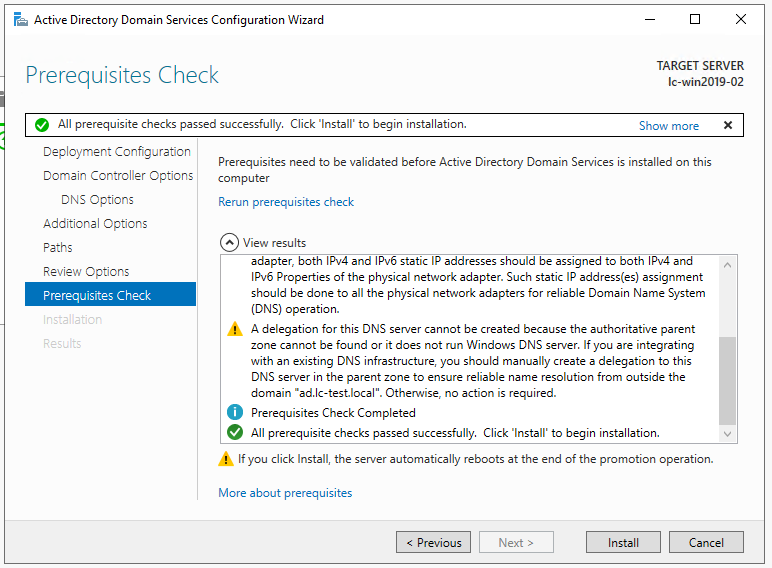 Active Directory Domain Services Configuration Wizard
Prerequisites Check
TARGET SERVER
lc-win2019-02
All prerequisite checks passed successfully.  Click 'Install' to begin installation.
Show more
Deployment Configuration
Domain Controller Options
DNS Options
Additional Options
Paths
Review Options
Prerequisites Check
Installation
Results
Prerequisites need to be validated before Active Directory Domain Services is installed on this
computer
Rerun prerequisites check
View results
adapter, both IPv4 and IPv6 static IP addresses should be assigned to both IPv4 and
IPv6 Properties of the physical network adapter. Such static IP address(es) assignment
should be done to all the physical network adapters for reliable Domain Name System
(DNS) operation.
A delegation for this DNS server cannot be created because the authoritative parent
zone cannot be found or it does not run Windows DNS server. If you are integrating
with an existing DNS infrastructure, you should manually create a delegation to this
DNS server in the parent zone to ensure reliable name resolution from outside the
domain "ad.lc-test.local". Otherwise, no action is required.
Prerequisites Check Completed
All prerequisite checks passed successfully.  Click 'Install' to begin installation.
If you click Install, the server automatically reboots at the end of the promotion operation.
More about prerequisites
< Previous
Next >
Install
Cancel